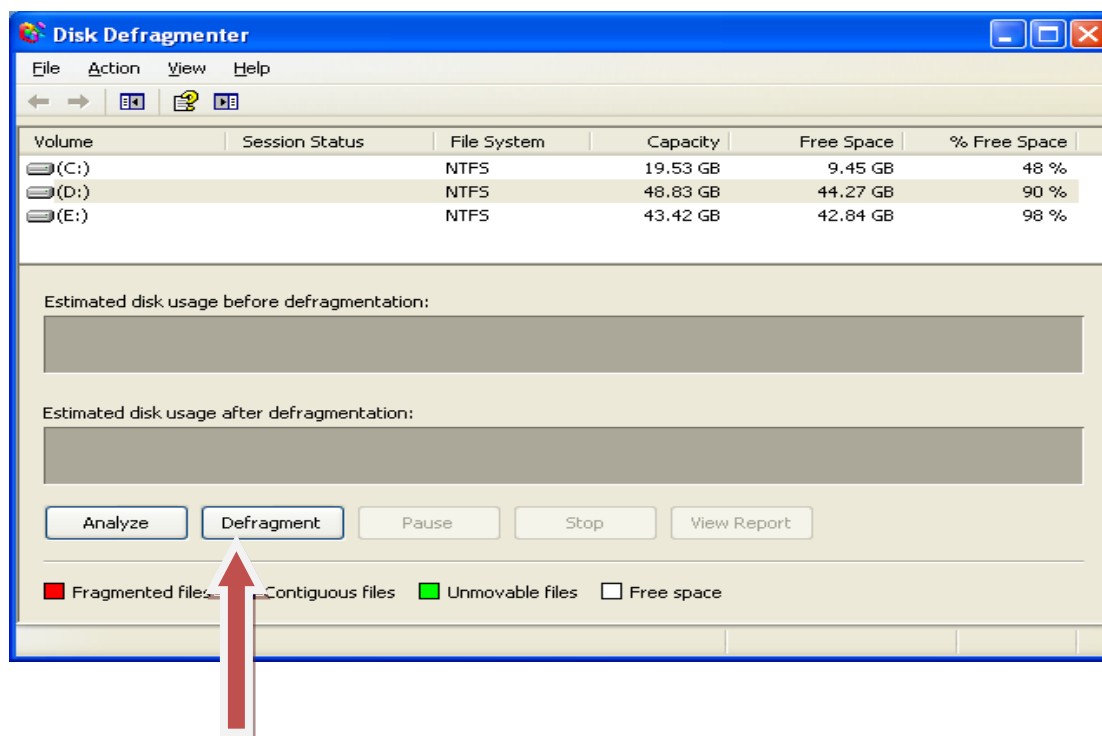 Disk Defragmenter
File Action View Help
Volume Session Status File System Capacity Free Space % Free Space
(C:) NTFS 19.53 GB 9.45 GB 48 %
(D:) NTFS 48.83 GB 44.27 GB 90 %
(E:) NTFS 43.42 GB 42.84 GB 98 %
Estimated disk usage before defragmentation:
Estimated disk usage after defragmentation:
Analyze Defragment Pause Stop View Report
Fragmented files Contiguous files Unmovable files Free space